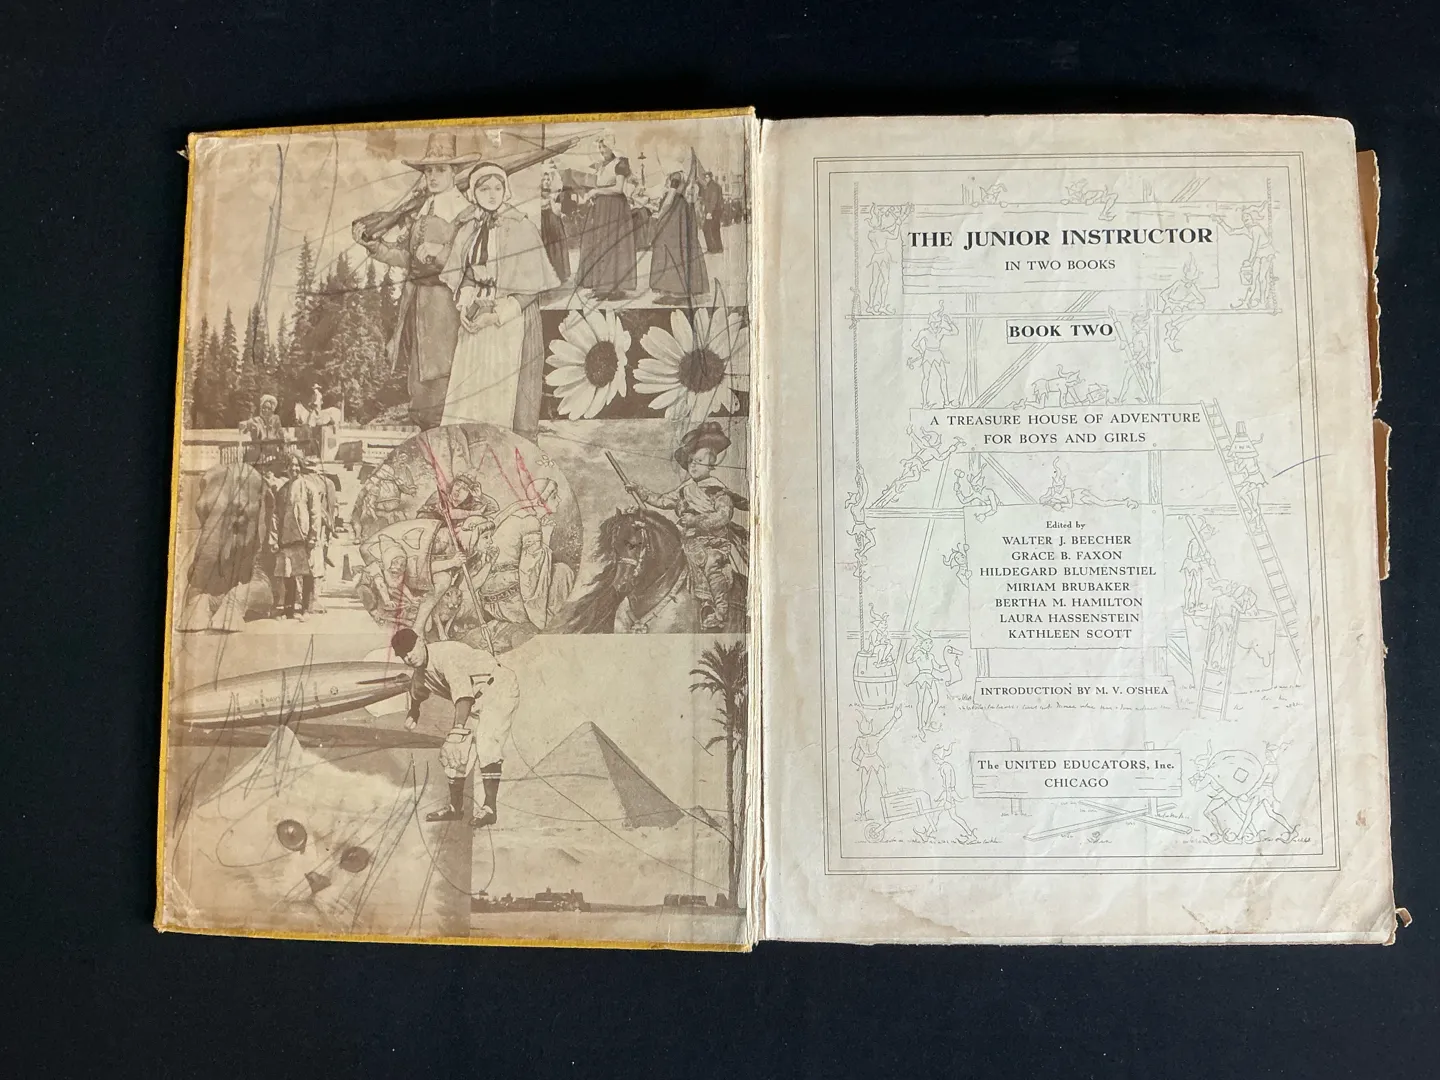 THE JUNIOR INSTRUCTOR
IN TWO BOOKS
BOOK TWO
A TREASURE HOUSE OF ADVENTURE
FOR BOYS AND GIRLS
Edited by
WALTER J. BEECHER
GRACE B. FAXON
HILDEGARD BLUMENSTIEL
MIRIAM BRUBAKER
BERTHA M. HAMILTON
LAURA HASSENSTEIN
KATHLEEN SCOTT
INTRODUCTION BY M. V. O'SHEA
The UNITED EDUCATORS, Inc.
CHICAGO